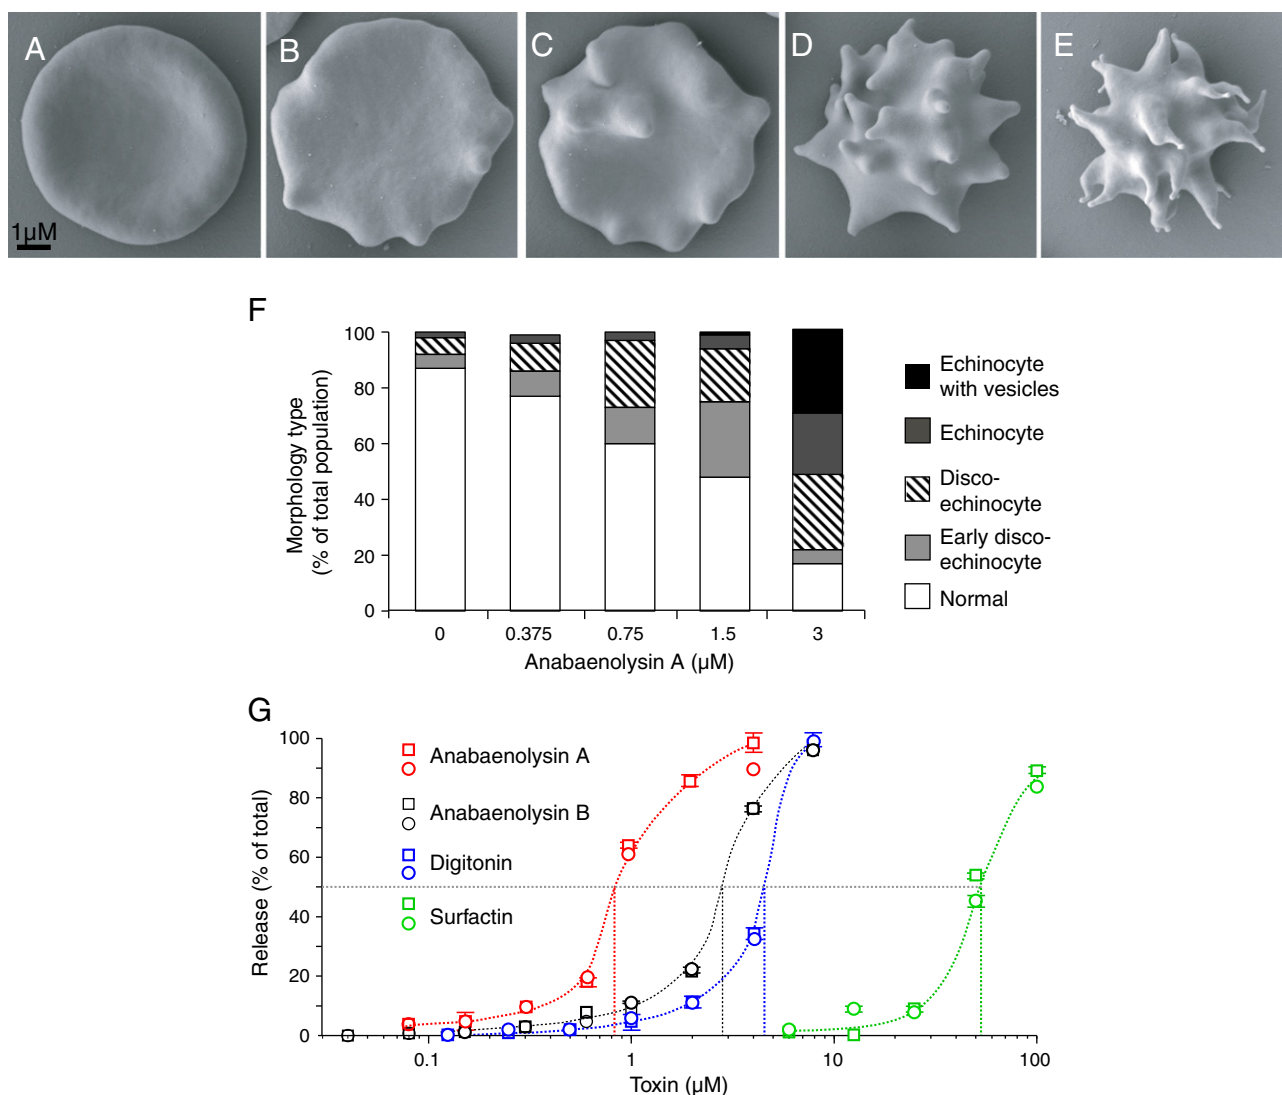 A
B
C
D
E
1µM
F
Morphology type
(% of total population)
100
80
60
40
20
0
0
0.375
0.75
1.5
3
Anabaenolysin A (µM)
Echinocyte
with vesicles
Echinocyte
Disco-
echinocyte
Early disco-
echinocyte
Normal
G
Release (% of total)
100
80
60
40
20
0
Anabaenolysin A
Anabaenolysin B
Digitonin
Surfactin
0.1
1
10
100
Toxin (µM)